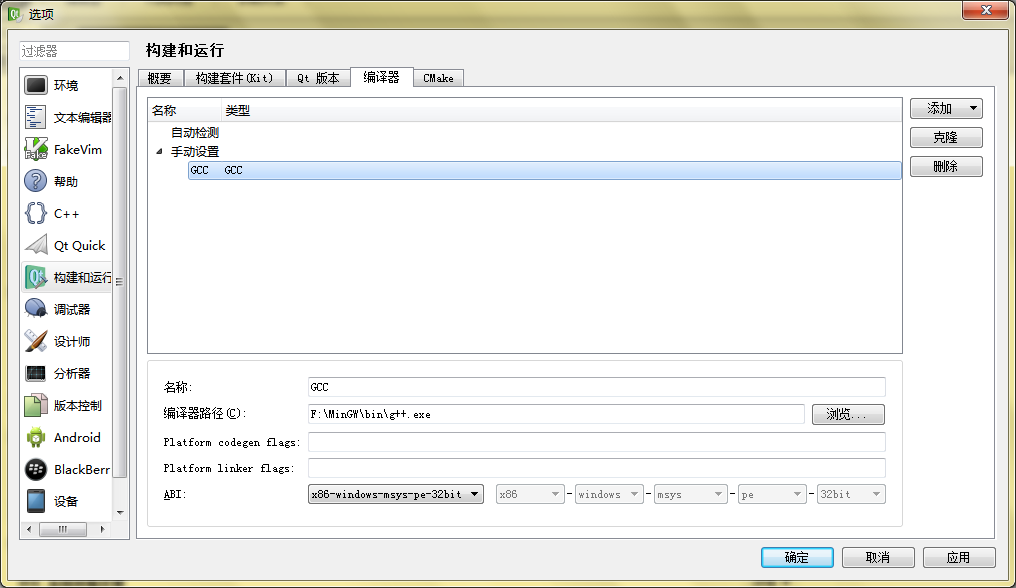 选项
过滤器
环境
文本编辑器
FakeVim
帮助
C++
Qt Quick
构建和运行
调试器
设计师
分析器
版本控制
Android
BlackBerr
设备
构建和运行
概要 构建套件(Kit) Qt 版本 编译器 CMake
名称 类型
自动检测
手动设置
GCC GCC
添加
克隆
删除
名称: GCC
编译器路径(C): F:\MinGW\bin\g++.exe 浏览...
Platform codegen flags:
Platform linker flags:
ABI: x86-windows-msys-pe-32bit x86 - windows - msys - pe - 32bit
确定 取消 应用